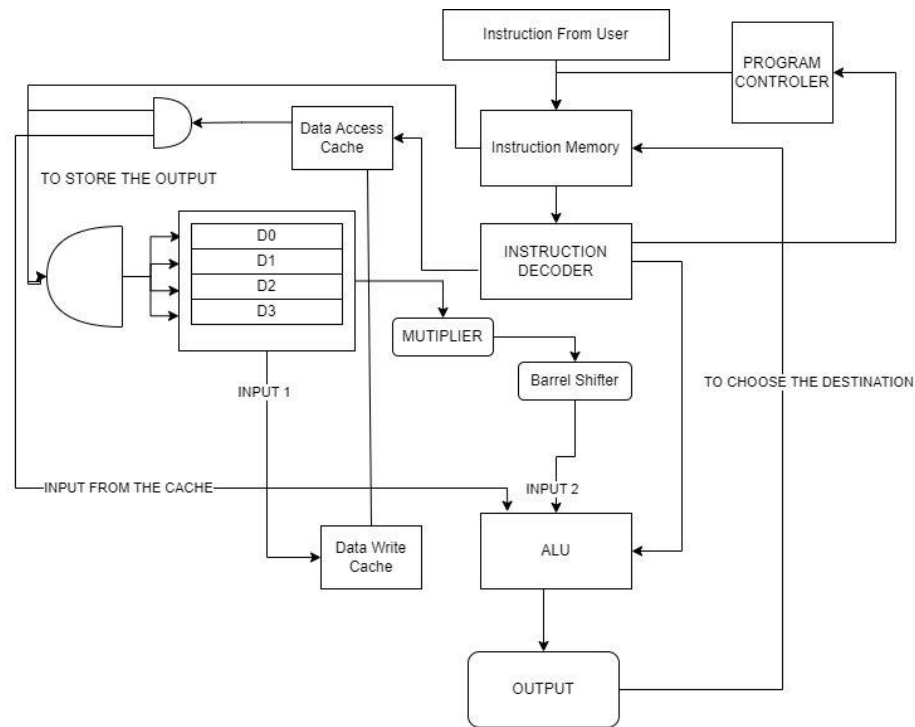 Instruction From User
PROGRAM
CONTROLER
Data Access
Cache
Instruction Memory
TO STORE THE OUTPUT
D0
D1
D2
D3
INSTRUCTION
DECODER
MUTIPLIER
Barrel Shifter
INPUT 1
TO CHOOSE THE DESTINATION
INPUT FROM THE CACHE
INPUT 2
Data Write
Cache
ALU
OUTPUT